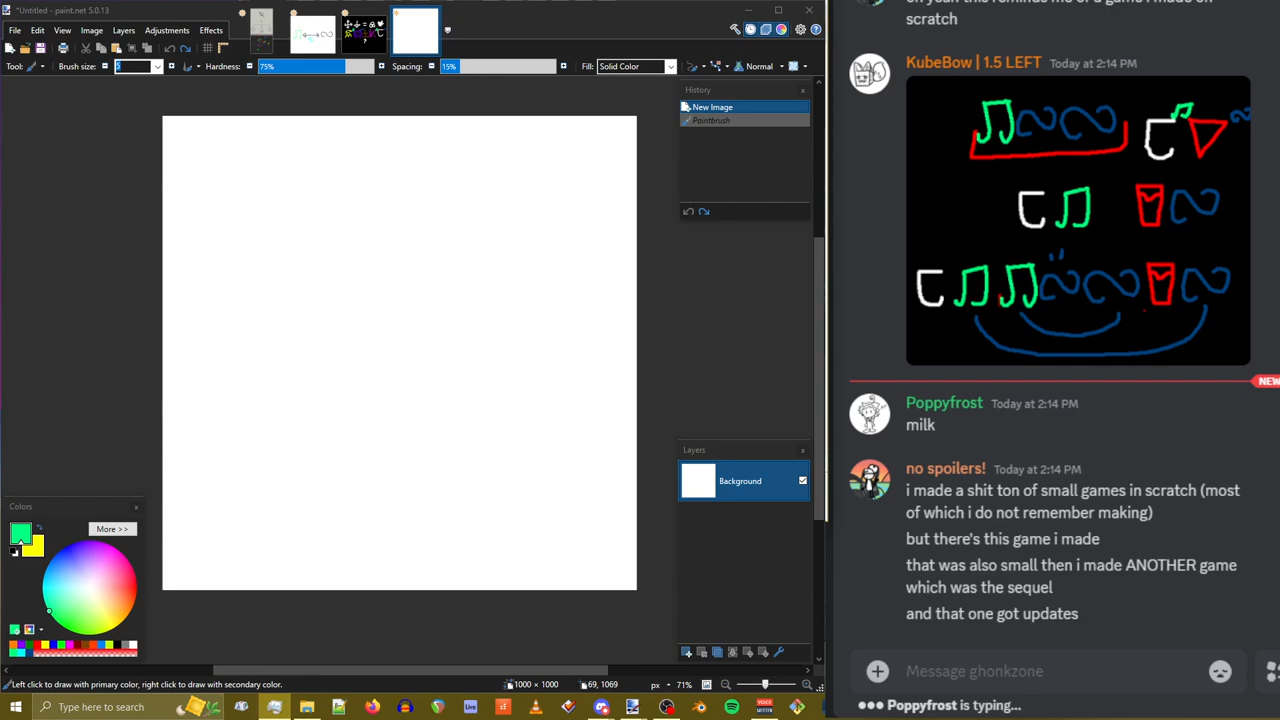 *Untitled - paint.net 5.0.13
File Edit View Image Layers Adjustments Effects
Tool: Brush size: 5 Hardness: 75% Spacing: 15% Fill: Solid Color Normal
History
New Image
Paintbrush
Layers
Background
Colors
More >>
Left click to draw with primary color, right click to draw with secondary color.
1000 × 1000
69, 1069
px
71%
Type here to search
Live
scratch
KubeBow | 1.5 LEFT Today at 2:14 PM
NEW
Poppyfrost Today at 2:14 PM
milk
no spoilers! Today at 2:14 PM
i made a shit ton of small games in scratch (most
of which i do not remember making)
but there's this game i made
that was also small then i made ANOTHER game
which was the sequel
and that one got updates
Message ghonkzone
Poppyfrost is typing...